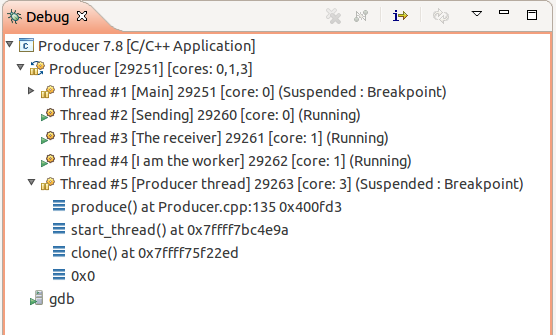 Debug
Producer 7.8 [C/C++ Application]
Producer [29251] [cores: 0,1,3]
Thread #1 [Main] 29251 [core: 0] (Suspended : Breakpoint)
Thread #2 [Sending] 29260 [core: 0] (Running)
Thread #3 [The receiver] 29261 [core: 1] (Running)
Thread #4 [I am the worker] 29262 [core: 1] (Running)
Thread #5 [Producer thread] 29263 [core: 3] (Suspended : Breakpoint)
produce() at Producer.cpp:135 0x400fd3
start_thread() at 0x7ffff7bc4e9a
clone() at 0x7ffff75f22ed
0x0
gdb